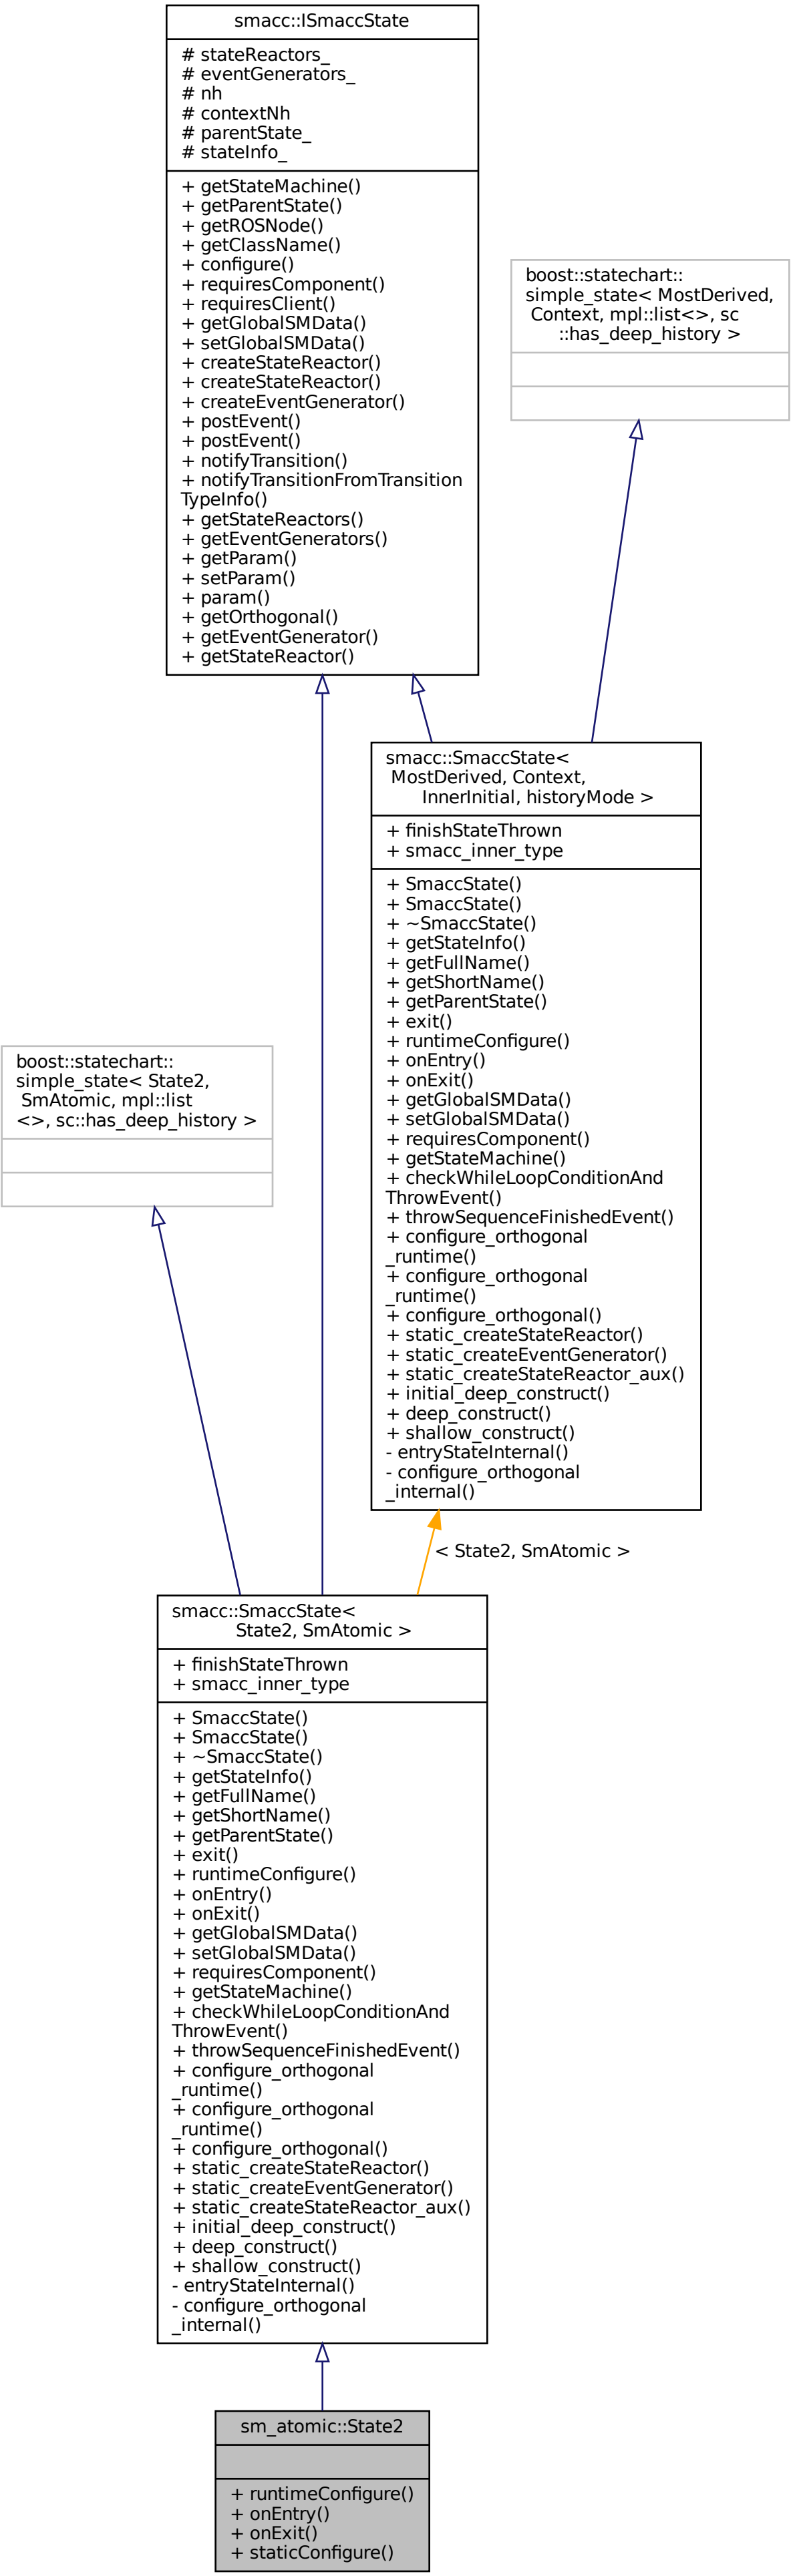 smacc::ISmaccState
# stateReactors_
# eventGenerators_
# nh
# contextNh
# parentState_
# stateInfo_
+ getStateMachine()
+ getParentState()
+ getROSNode()
+ getClassName()
+ configure()
+ requiresComponent()
+ requiresClient()
+ getGlobalSMData()
+ setGlobalSMData()
+ createStateReactor()
+ createStateReactor()
+ createEventGenerator()
+ postEvent()
+ postEvent()
+ notifyTransition()
+ notifyTransitionFromTransition
TypeInfo()
+ getStateReactors()
+ getEventGenerators()
+ getParam()
+ setParam()
+ param()
+ getOrthogonal()
+ getEventGenerator()
+ getStateReactor()
boost::statechart::
simple_state< MostDerived,
Context, mpl::list<>, sc
::has_deep_history >
smacc::SmaccState<
MostDerived, Context,
InnerInitial, historyMode >
+ finishStateThrown
+ smacc_inner_type
+ SmaccState()
+ SmaccState()
+ ~SmaccState()
+ getStateInfo()
+ getFullName()
+ getShortName()
+ getParentState()
+ exit()
+ runtimeConfigure()
+ onEntry()
+ onExit()
+ getGlobalSMData()
+ setGlobalSMData()
+ requiresComponent()
+ getStateMachine()
+ checkWhileLoopConditionAnd
ThrowEvent()
+ throwSequenceFinishedEvent()
+ configure_orthogonal
_runtime()
+ configure_orthogonal
_runtime()
+ configure_orthogonal()
+ static_createStateReactor()
+ static_createEventGenerator()
+ static_createStateReactor_aux()
+ initial_deep_construct()
+ deep_construct()
+ shallow_construct()
- entryStateInternal()
- configure_orthogonal
_internal()
boost::statechart::
simple_state< State2,
SmAtomic, mpl::list
<>, sc::has_deep_history >
< State2, SmAtomic >
smacc::SmaccState<
State2, SmAtomic >
+ finishStateThrown
+ smacc_inner_type
+ SmaccState()
+ SmaccState()
+ ~SmaccState()
+ getStateInfo()
+ getFullName()
+ getShortName()
+ getParentState()
+ exit()
+ runtimeConfigure()
+ onEntry()
+ onExit()
+ getGlobalSMData()
+ setGlobalSMData()
+ requiresComponent()
+ getStateMachine()
+ checkWhileLoopConditionAnd
ThrowEvent()
+ throwSequenceFinishedEvent()
+ configure_orthogonal
_runtime()
+ configure_orthogonal
_runtime()
+ configure_orthogonal()
+ static_createStateReactor()
+ static_createEventGenerator()
+ static_createStateReactor_aux()
+ initial_deep_construct()
+ deep_construct()
+ shallow_construct()
- entryStateInternal()
- configure_orthogonal
_internal()
sm_atomic::State2
+ runtimeConfigure()
+ onEntry()
+ onExit()
+ staticConfigure()